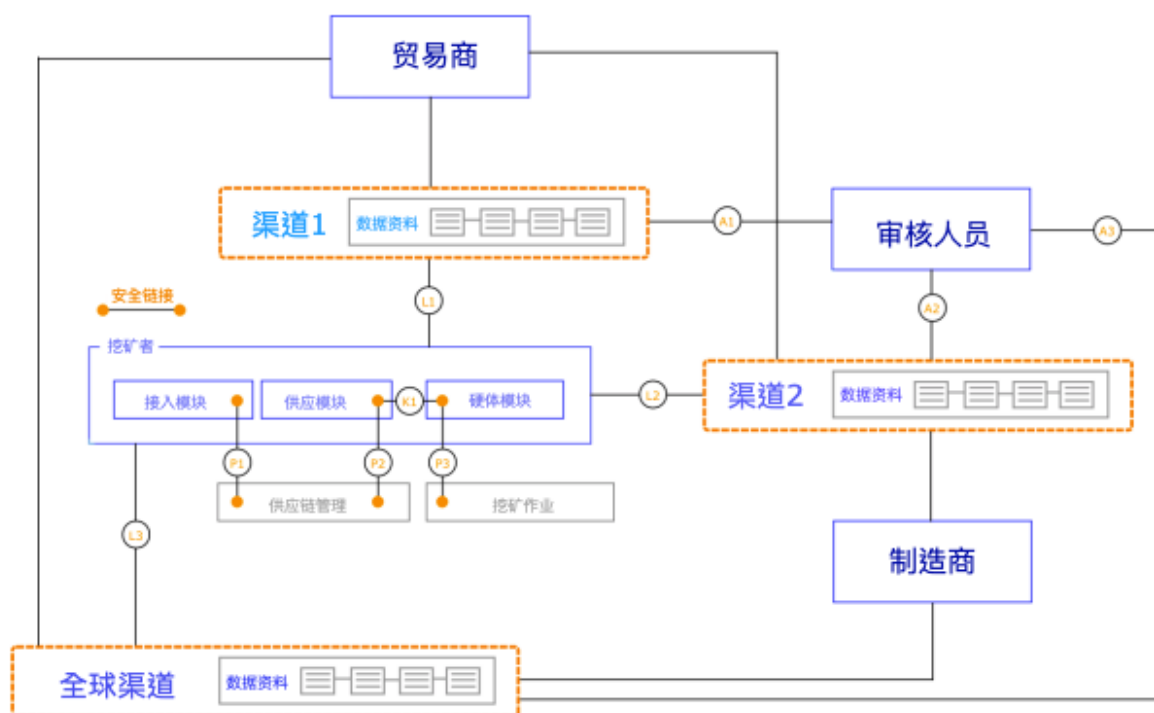 贸易商
渠道1
数据资料
A1
审核人员
A3
安全链接
L1
A2
挖矿者
接入模块
供应模块
K1
硬体模块
L2
渠道2
数据资料
P1
P2
P3
供应链管理
挖矿作业
L3
制造商
全球渠道
数据资料